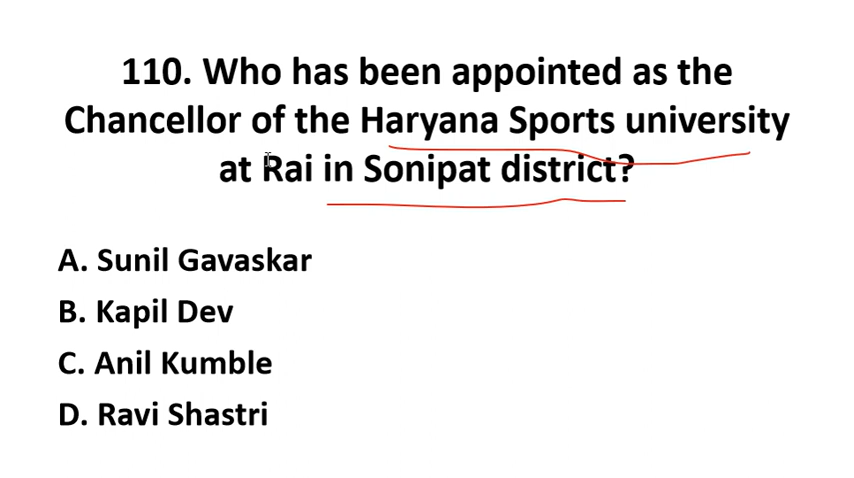 110. Who has been appointed as the
Chancellor of the Haryana Sports university
at Rai in Sonipat district?
A. Sunil Gavaskar
B. Kapil Dev
C. Anil Kumble
D. Ravi Shastri